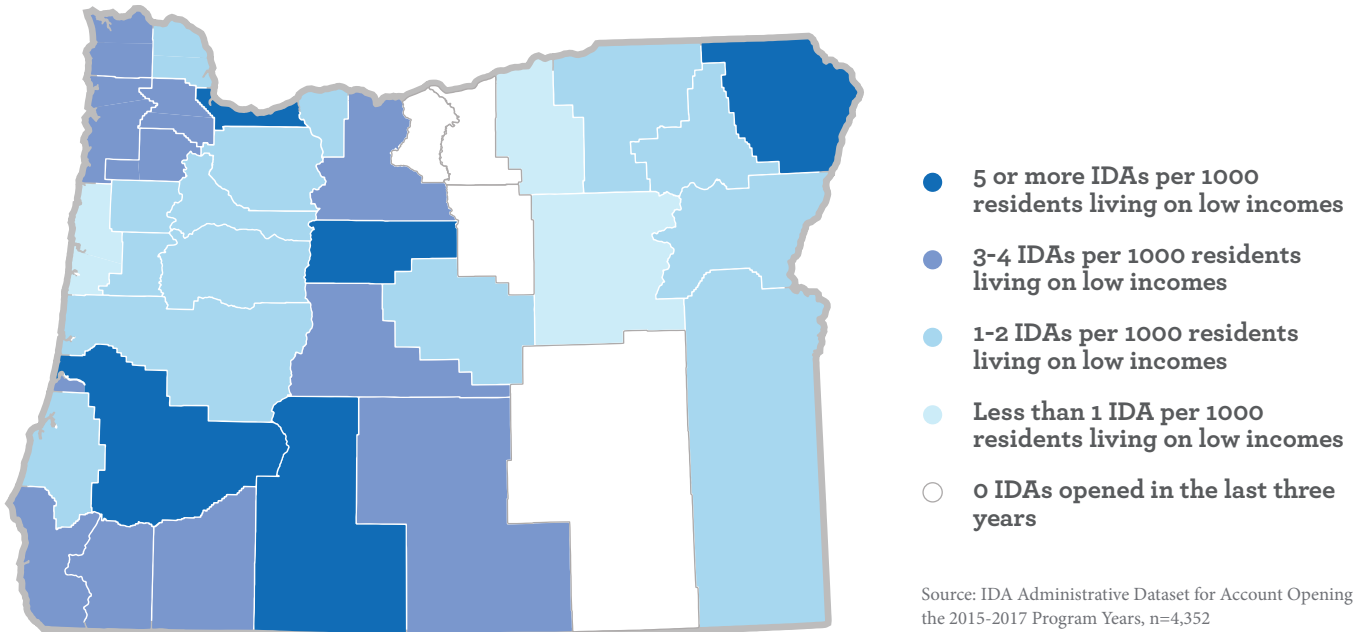 5 or more IDAs per 1000
residents living on low incomes
3-4 IDAs per 1000 residents
living on low incomes
1-2 IDAs per 1000 residents
living on low incomes
Less than 1 IDA per 1000
residents living on low incomes
0 IDAs opened in the last three
years
Source: IDA Administrative Dataset for Account Opening
the 2015-2017 Program Years, n=4,352